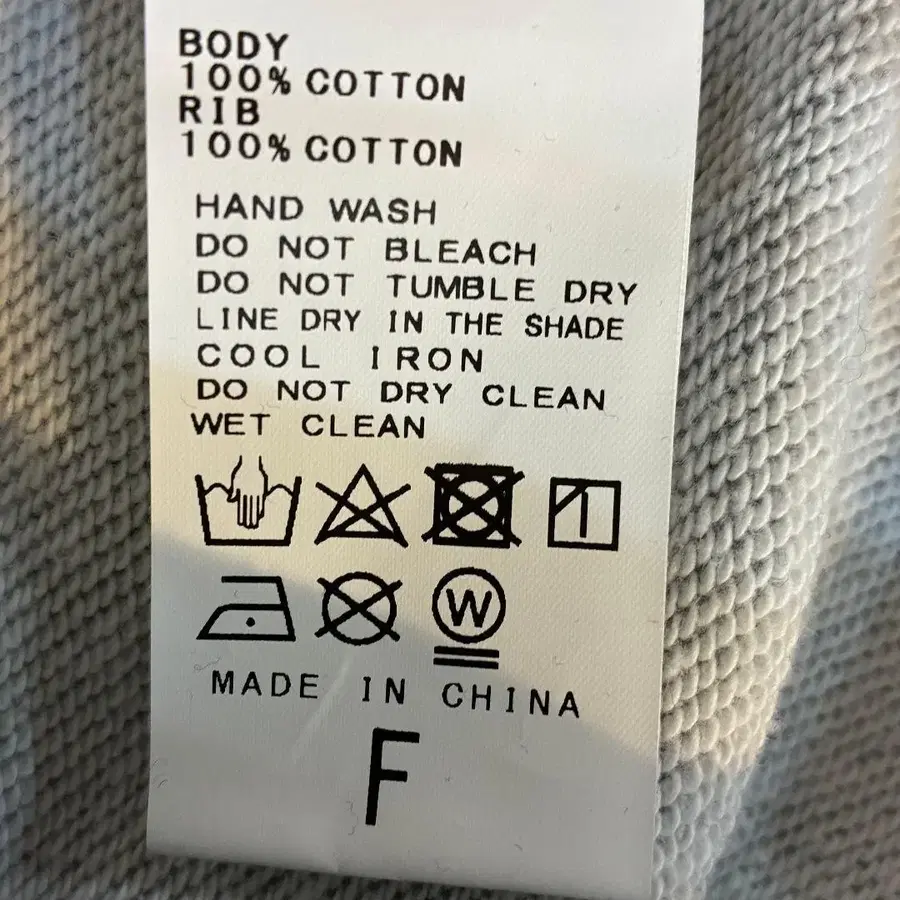 BODY
100% COTTON
RIB
100% COTTON
HAND WASH
DO NOT BLEACH
DO NOT TUMBLE DRY
LINE DRY IN THE SHADE
COOL IRON
DO NOT DRY CLEAN
WET CLEAN
W
MADE IN CHINA
F